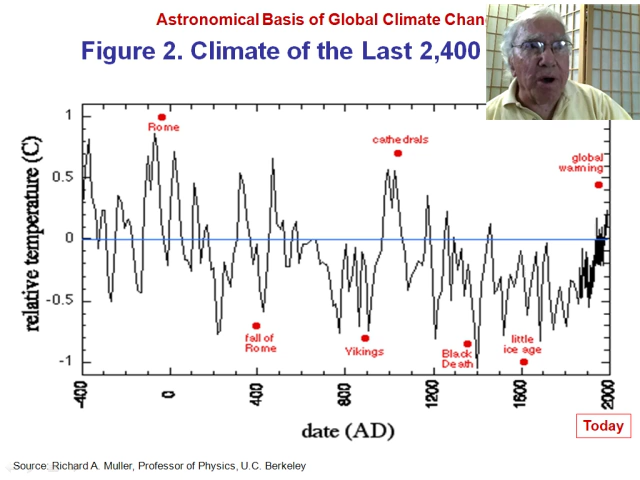 Astronomical Basis of Global Climate Chan
Figure 2. Climate of the Last 2,400
relative temperature (C)
1
0.5
0
-0.5
-1
Rome
fall of
Rome
Yikings
cathedrals
Black
Death
little
ice age
global
warming
-400
0
400
800
1200
1600
2000
date (AD)
Today
Source: Richard A. Muller, Professor of Physics, U.C. Berkeley